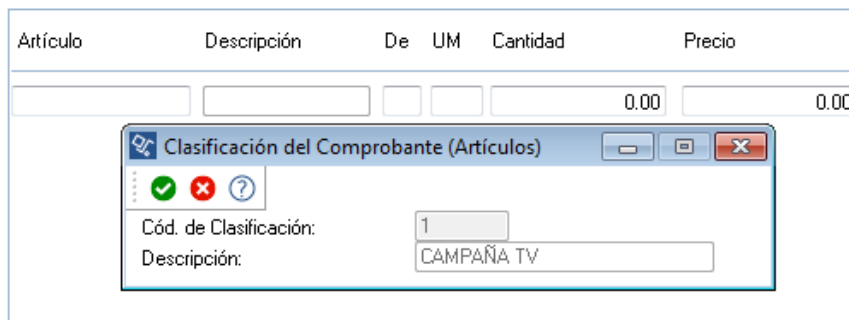 Artículo Descripción De UM Cantidad Precio
0.00 0.00
Clasificación del Comprobante (Artículos)
Cód. de Clasificación: 1
Descripción: CAMPAÑA TV